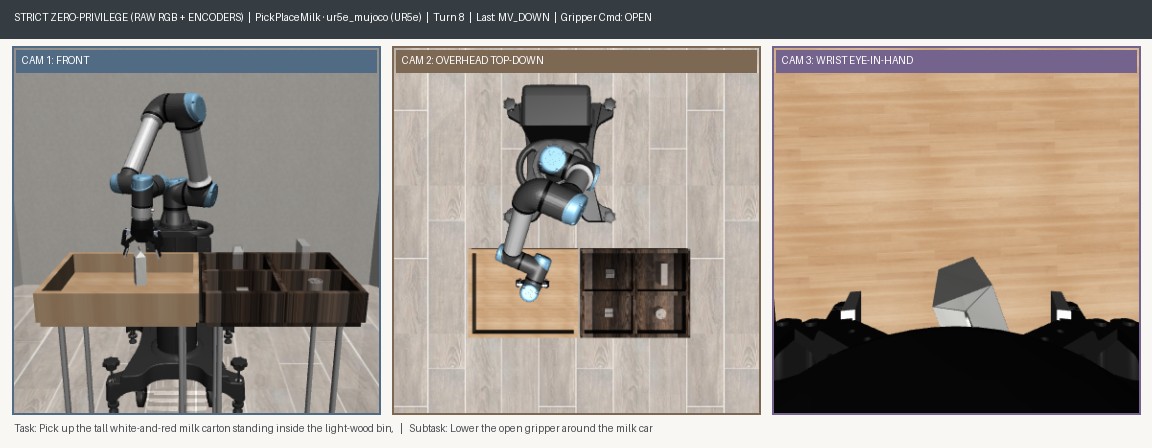 STRICT ZERO-PRIVILEGE (RAW RGB + ENCODERS) | PickPlaceMilk · ur5e_mujoco (UR5e) | Turn 8 | Last MV_DOWN | Gripper Cmd: OPEN
CAM 1: FRONT
CAM 2: OVERHEAD TOP-DOWN
CAM 3: WRIST EYE-IN-HAND
Task: Pick up the tall white-and-red milk carton standing inside the light-wood bin, | Subtask: Lower the open gripper around the milk car